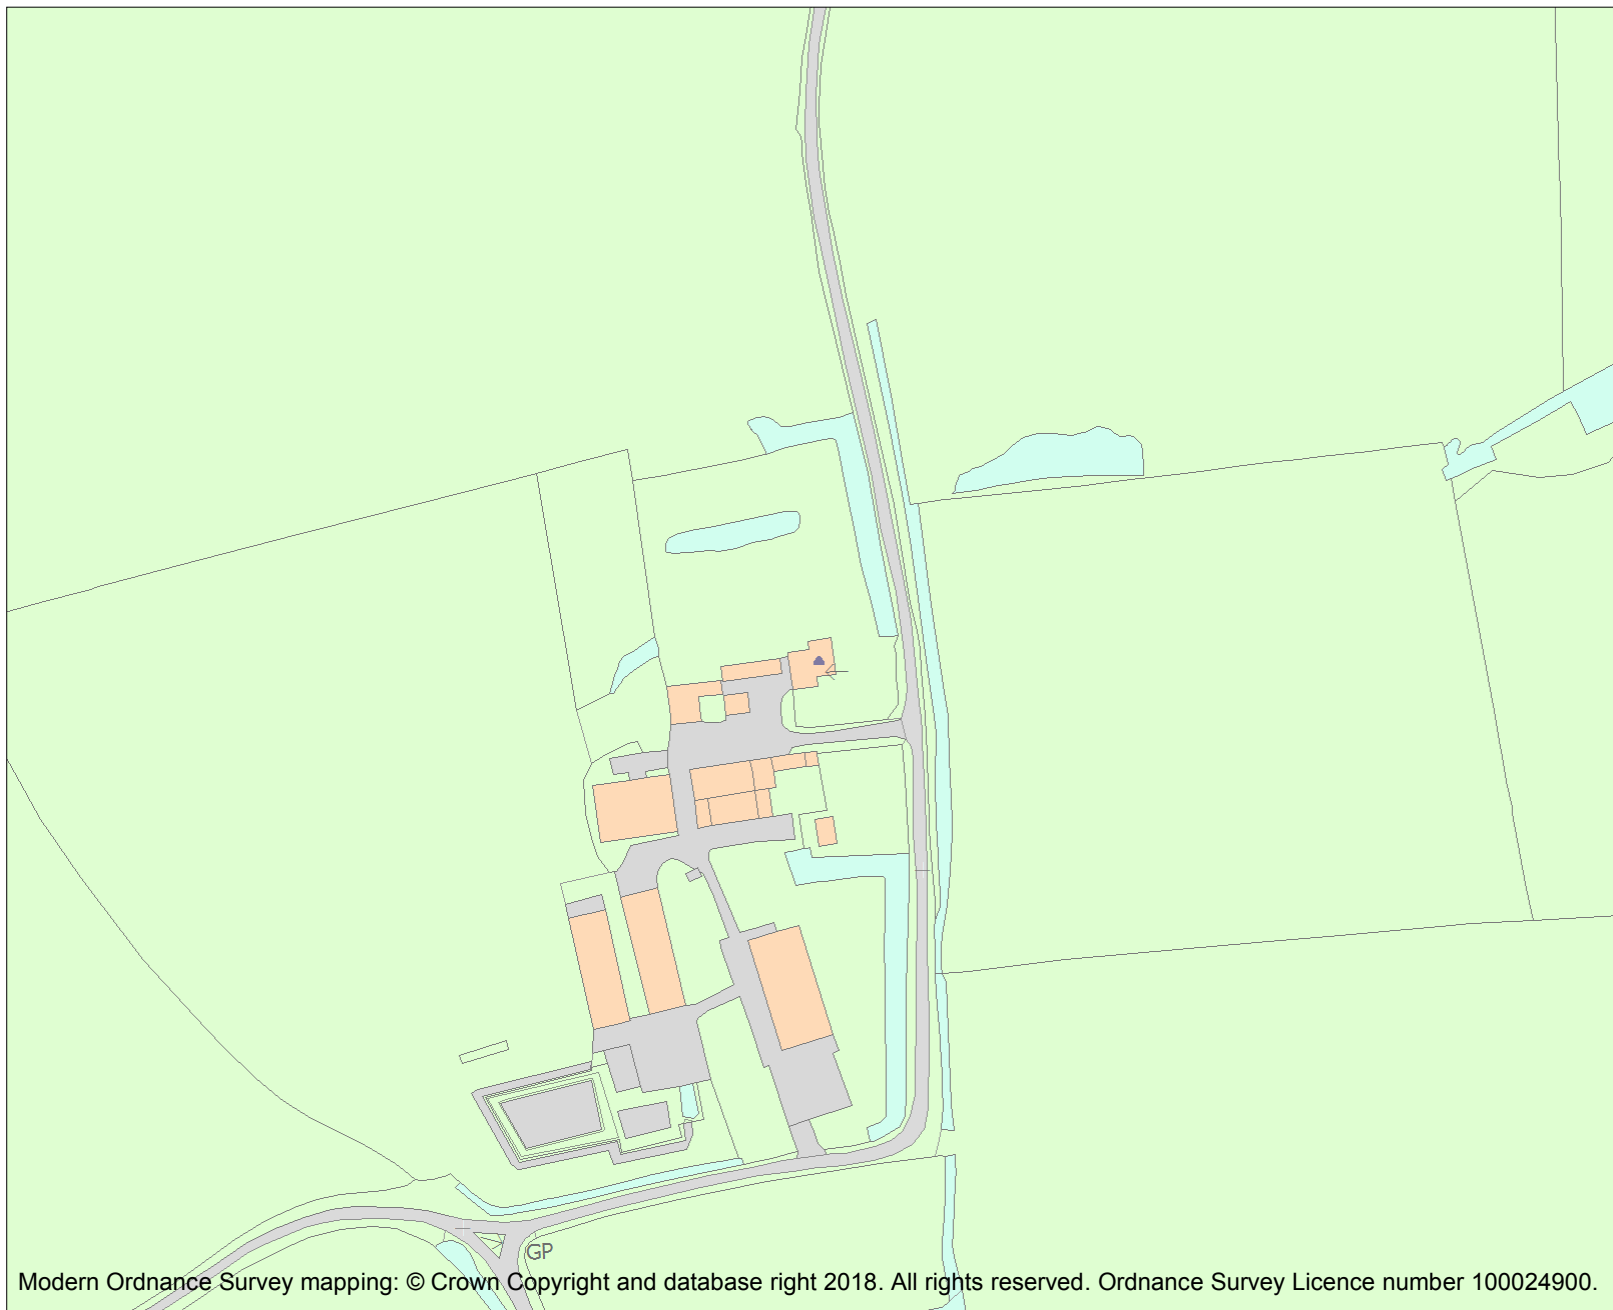 GP
Modern Ordnance Survey mapping: © Crown Copyright and database right 2018. All rights reserved. Ordnance Survey Licence number 100024900.